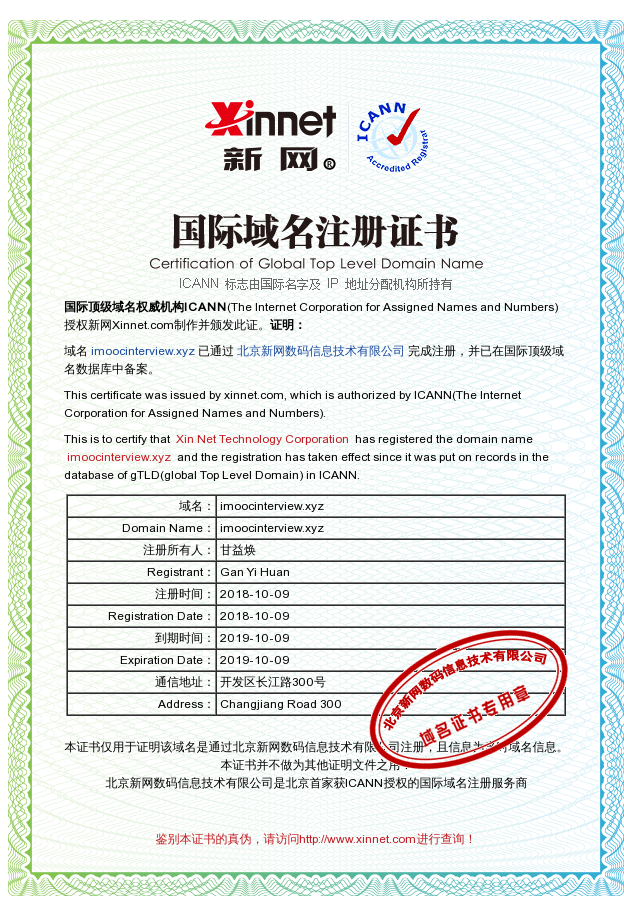 Xinnet
新网®
ICANN
Accredited Registrar
国际域名注册证书
Certification of Global Top Level Domain Name
ICANN 标志由国际名字及 IP 地址分配机构所持有
国际顶级域名权威机构ICANN(The Internet Corporation for Assigned Names and Numbers)
授权新网Xinnet.com制作并颁发此证。证明：
域名 imoocinterview.xyz 已通过 北京新网数码信息技术有限公司 完成注册，并已在国际顶级域
名数据库中备案。
This certificate was issued by xinnet.com, which is authorized by ICANN(The Internet
Corporation for Assigned Names and Numbers).
This is to certify that Xin Net Technology Corporation has registered the domain name
imoocinterview.xyz and the registration has taken effect since it was put on records in the
database of gTLD(global Top Level Domain) in ICANN.
域名： imoocinterview.xyz
Domain Name： imoocinterview.xyz
注册所有人： 甘益焕
Registrant： Gan Yi Huan
注册时间： 2018-10-09
Registration Date： 2018-10-09
到期时间： 2019-10-09
Expiration Date： 2019-10-09
通信地址： 开发区长江路300号
Address： Changjiang Road 300
北京新网数码信息技术有限公司
域名证书专用章
本证书仅用于证明该域名是通过北京新网数码信息技术有限公司注册，且信息为当前域名信息。
本证书并不做为其他证明文件之用！
北京新网数码信息技术有限公司是北京首家获ICANN授权的国际域名注册服务商
鉴别本证书的真伪，请访问http://www.xinnet.com进行查询！